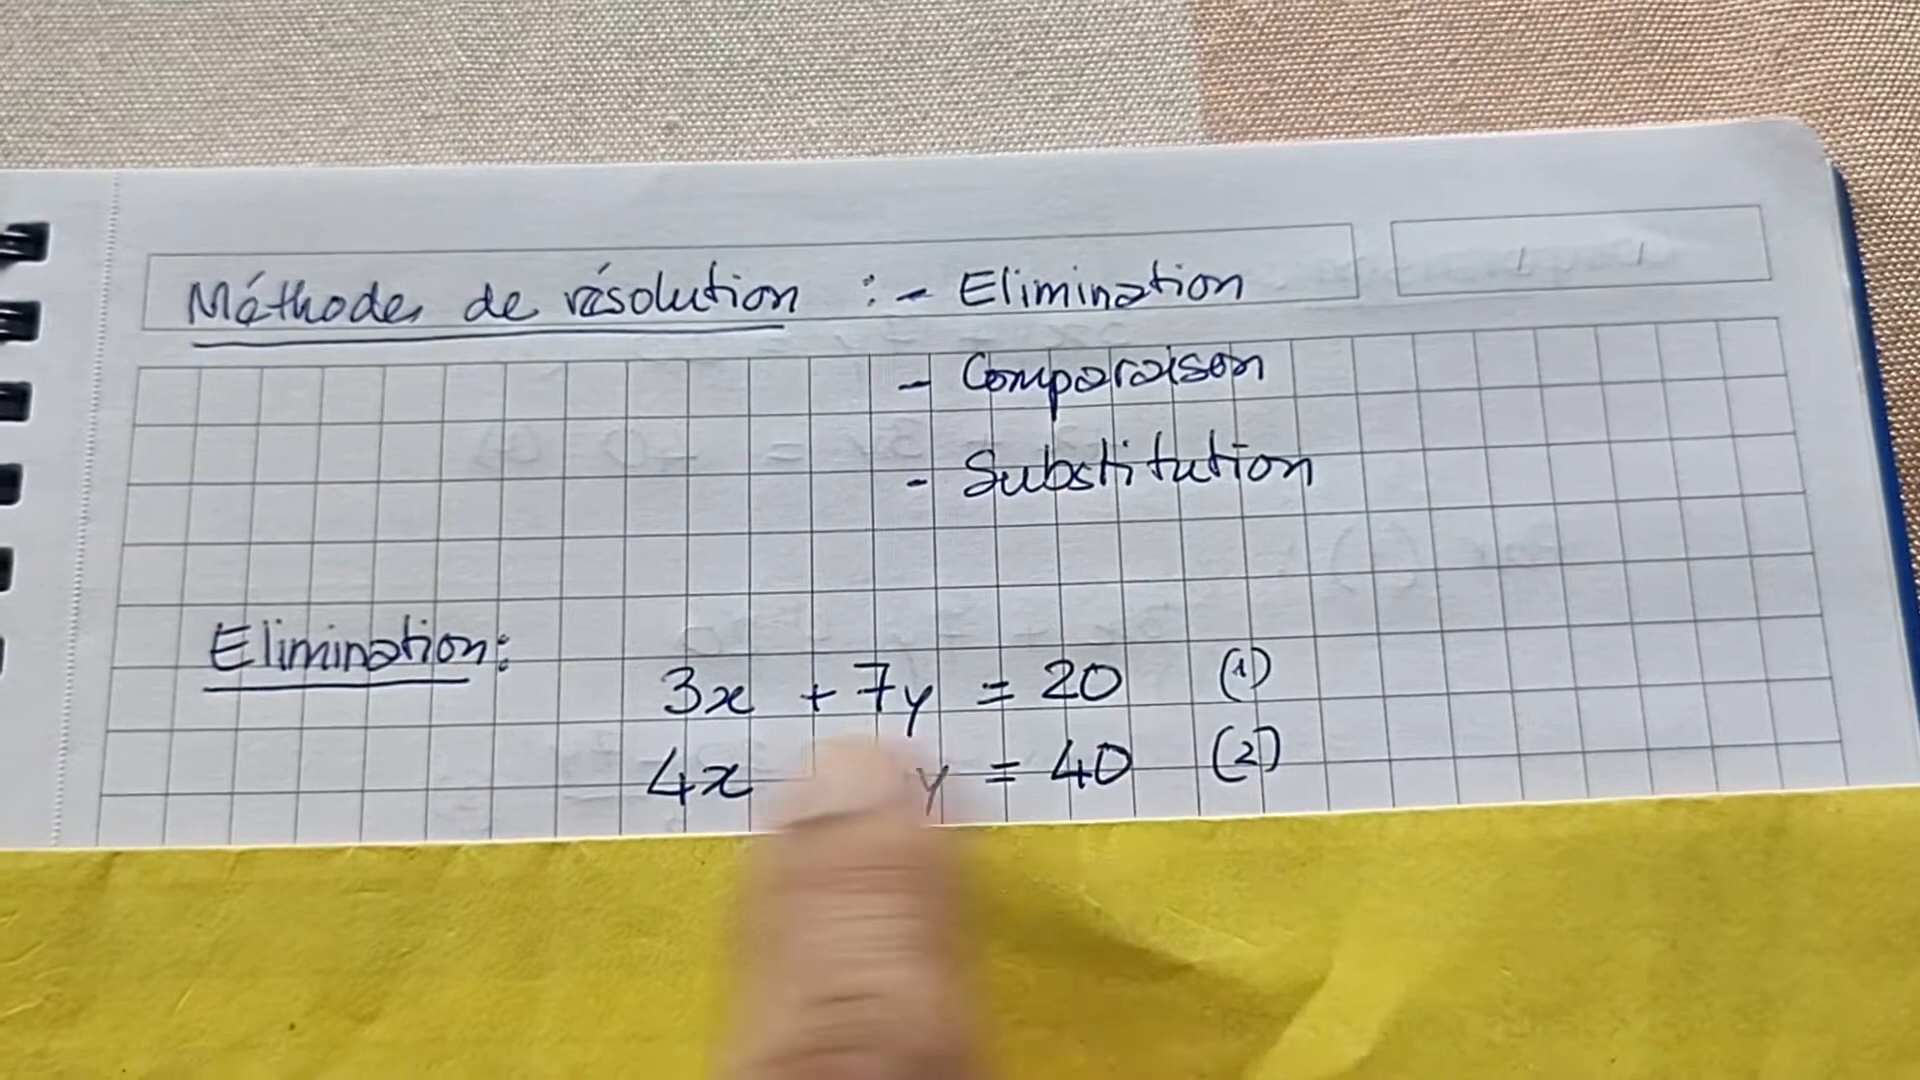 Méthodes de résolution : - Elimination
- Comparaison
- Substitution
Elimination:
3x + 7y = 20 (1)
4x y = 40 (2)